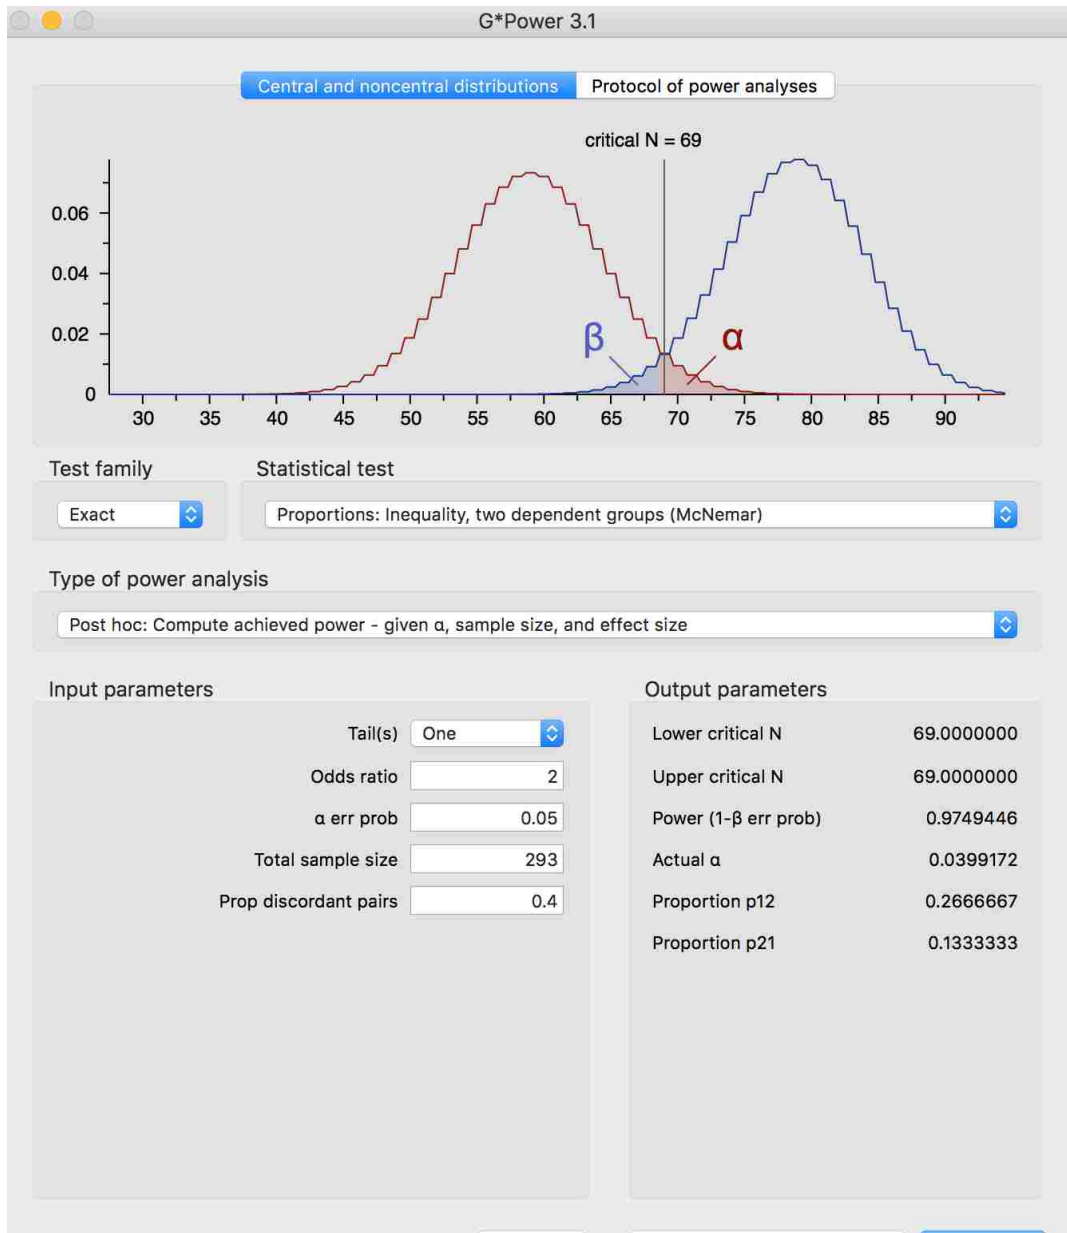 G*Power 3.1
Central and noncentral distributions Protocol of power analyses
critical N = 69
0.06
0.04
0.02
0
β
α
30 35 40 45 50 55 60 65 70 75 80 85 90
Test family Statistical test
Exact Proportions: Inequality, two dependent groups (McNemar)
Type of power analysis
Post hoc: Compute achieved power - given α, sample size, and effect size
Input parameters Output parameters
Tail(s) One Lower critical N 69.0000000
Odds ratio 2 Upper critical N 69.0000000
α err prob 0.05 Power (1-β err prob) 0.9749446
Total sample size 293 Actual α 0.0399172
Prop discordant pairs 0.4 Proportion p12 0.2666667
Proportion p21 0.1333333